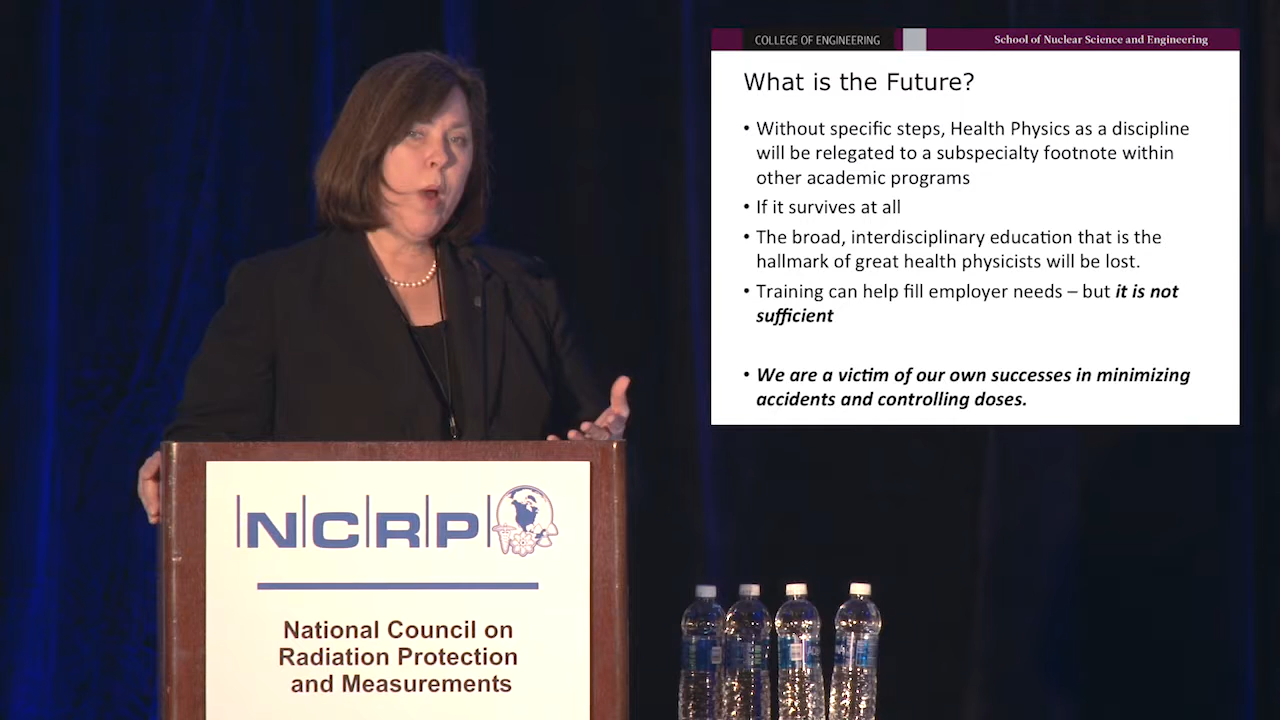 COLLEGE OF ENGINEERING
School of Nuclear Science and Engineering
What is the Future?
• Without specific steps, Health Physics as a discipline
will be relegated to a subspecialty footnote within
other academic programs
• If it survives at all
• The broad, interdisciplinary education that is the
hallmark of great health physicists will be lost.
• Training can help fill employer needs – but it is not
sufficient
• We are a victim of our own successes in minimizing
accidents and controlling doses.
NCRP
National Council on
Radiation Protection
and Measurements